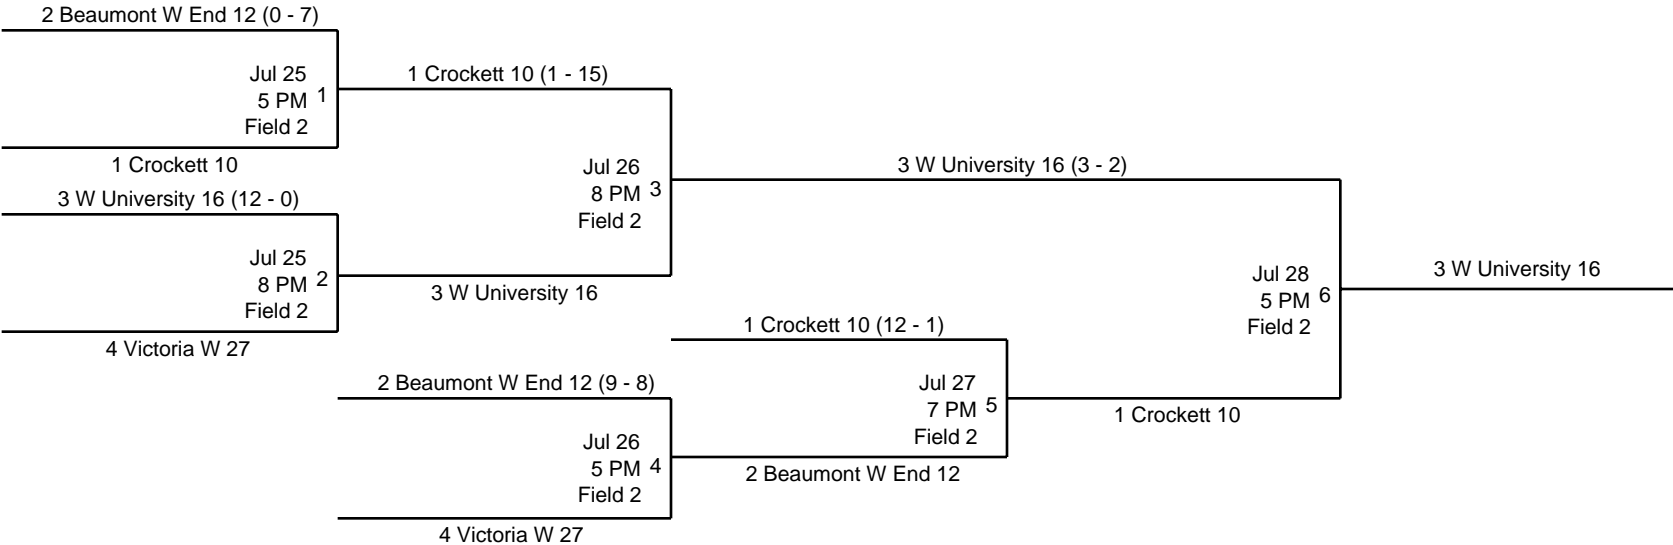 2 Beaumont W End 12 (0 - 7)
Jul 25
5 PM 1
Field 2
1 Crockett 10
3 W University 16 (12 - 0)
Jul 25
8 PM 2
Field 2
4 Victoria W 27
1 Crockett 10 (1 - 15)
Jul 26
8 PM 3
Field 2
3 W University 16
2 Beaumont W End 12 (9 - 8)
Jul 26
5 PM 4
Field 2
4 Victoria W 27
1 Crockett 10 (12 - 1)
Jul 27
7 PM 5
Field 2
2 Beaumont W End 12
3 W University 16 (3 - 2)
Jul 28
5 PM 6
Field 2
1 Crockett 10
3 W University 16